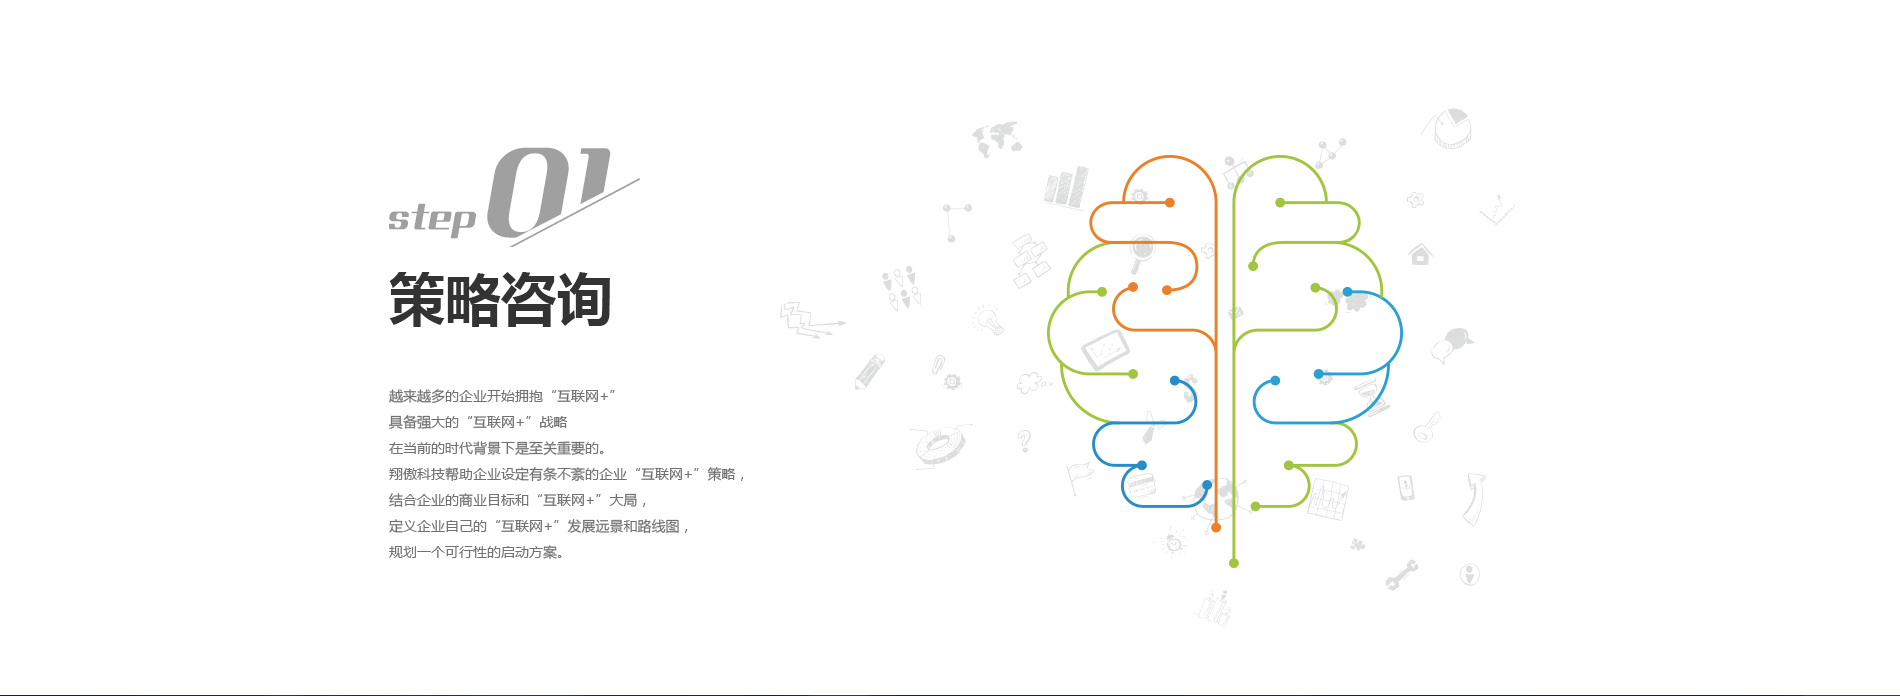 step 01
策略咨询
越来越多的企业开始拥抱“互联网+”
具备强大的“互联网+”战略
在当前的时代背景下是至关重要的。
翔傲科技帮助企业设定有条不紊的企业“互联网+”策略，
结合企业的商业目标和“互联网+”大局，
定义企业自己的“互联网+”发展远景和路线图，
规划一个可行性的启动方案。